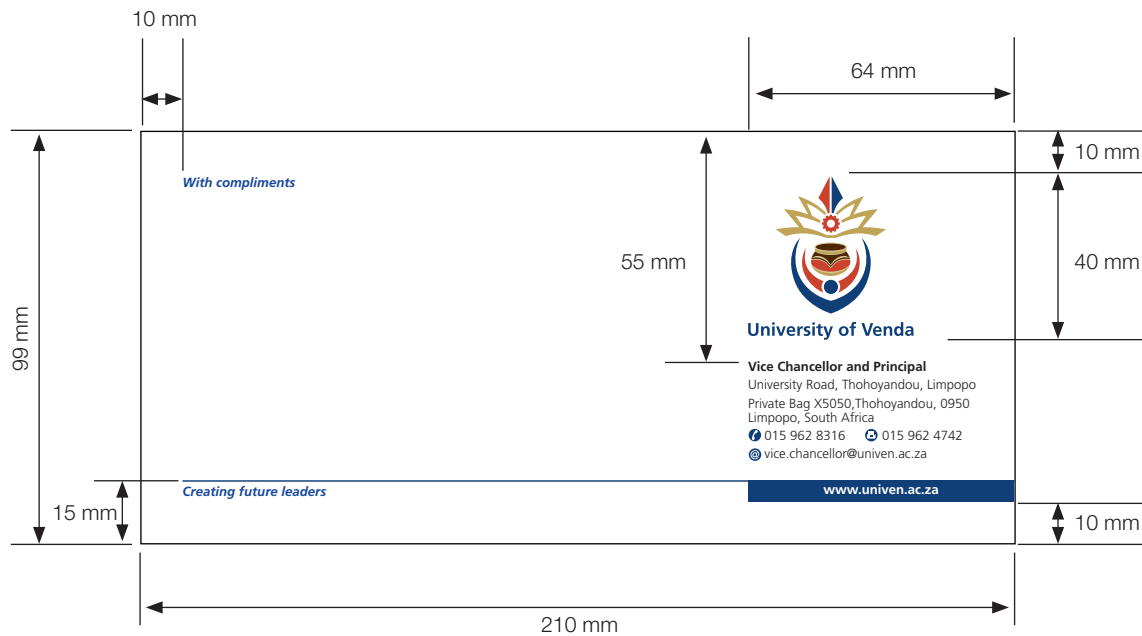 10 mm
64 mm
10 mm
With compliments
55 mm
40 mm
99 mm
University of Venda
Vice Chancellor and Principal
University Road, Thohoyandou, Limpopo
Private Bag X5050,Thohoyandou, 0950
Limpopo, South Africa
015 962 8316 015 962 4742
@ vice.chancellor@univen.ac.za
Creating future leaders
www.univen.ac.za
15 mm
10 mm
210 mm